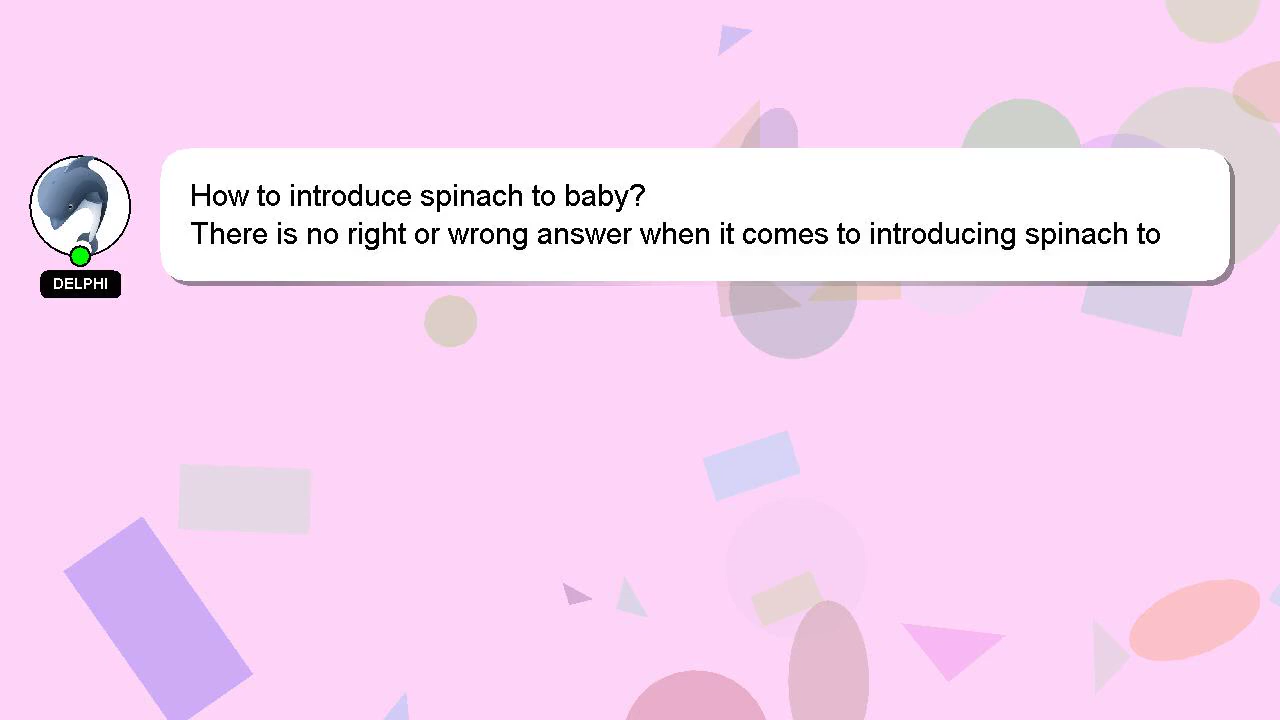 How to introduce spinach to baby?
There is no right or wrong answer when it comes to introducing spinach to
DELPHI